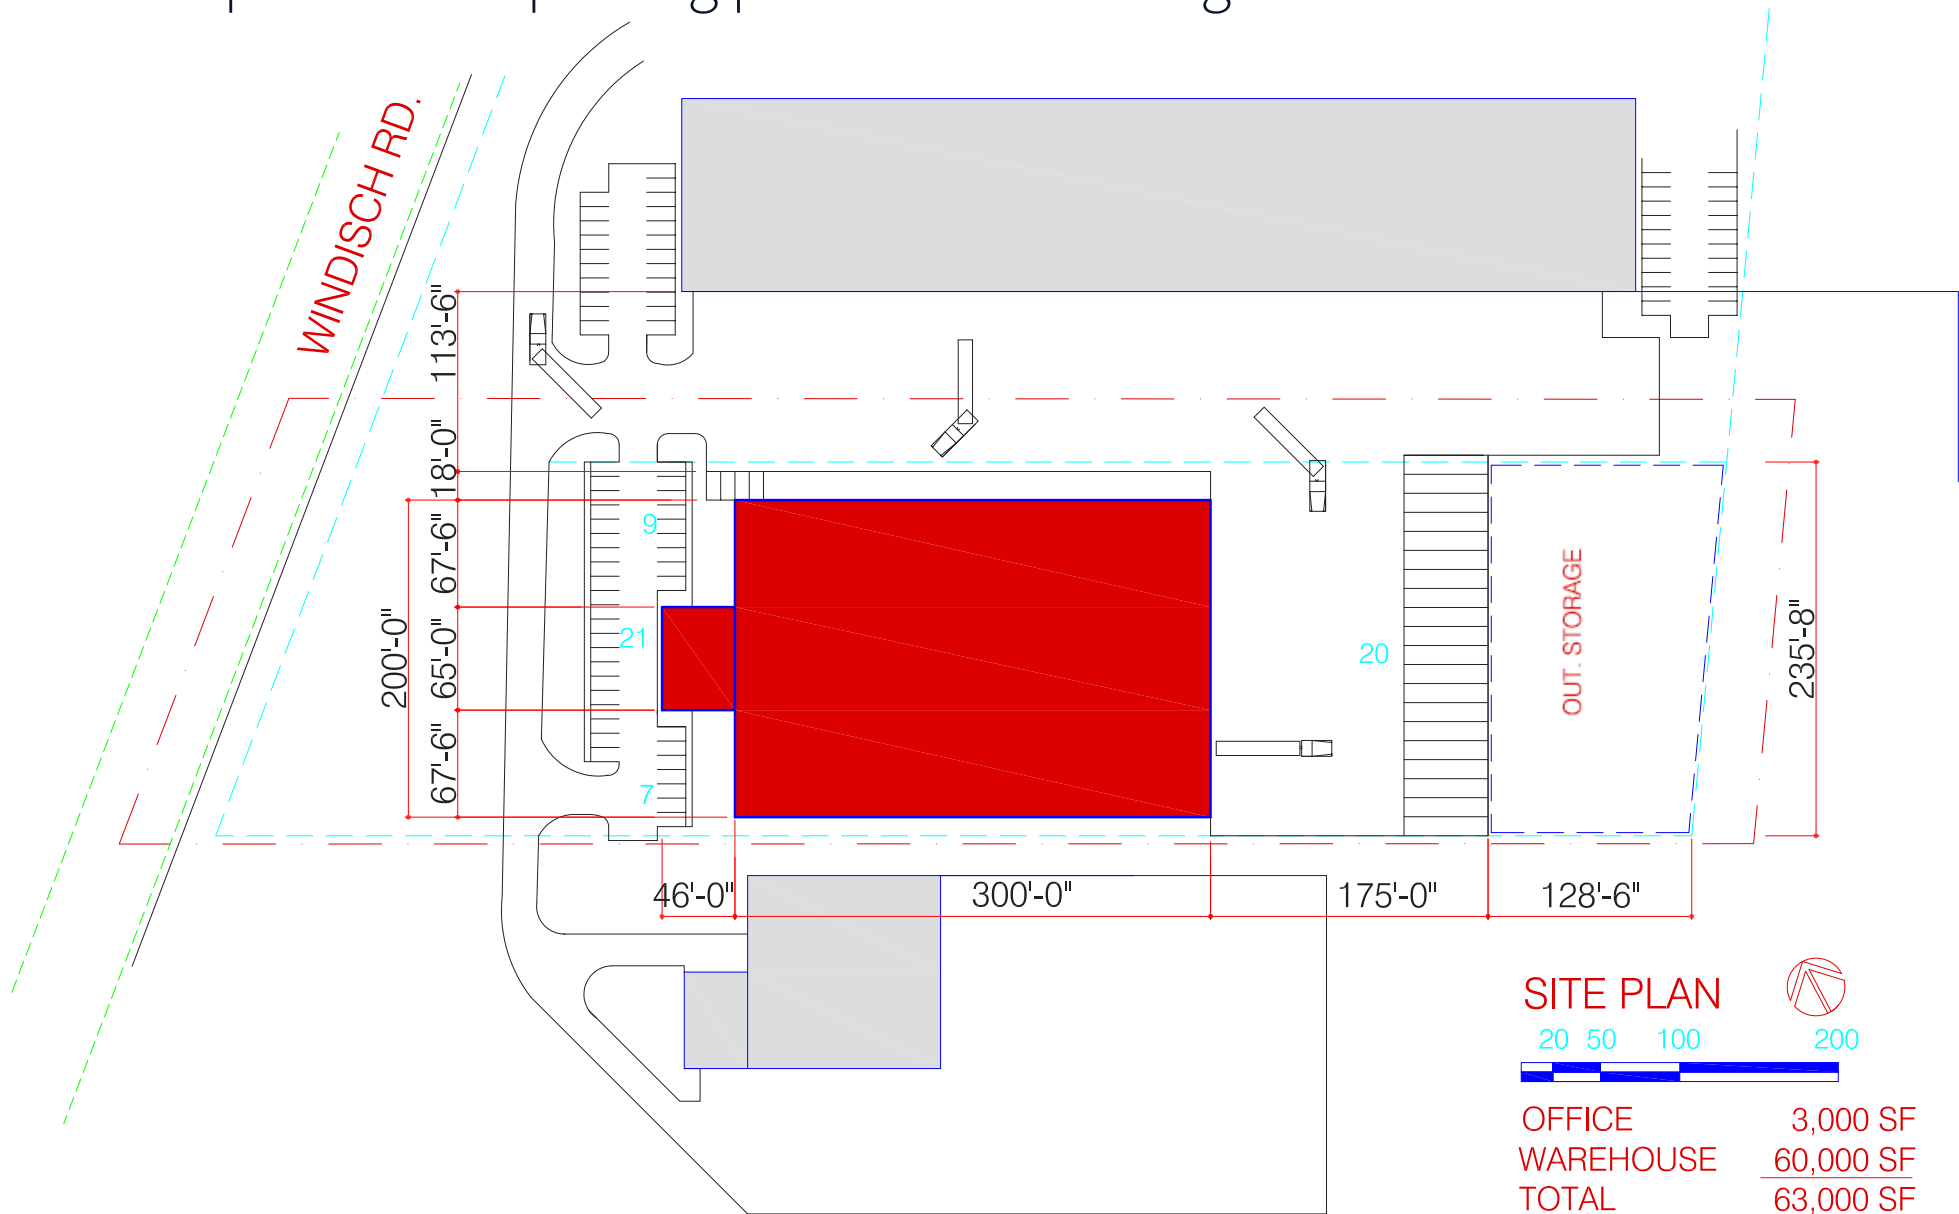 WINDISCH RD.
113'-6"
18'-0"
67'-6"
65'-0"
67'-6"
200'-0"
9
21
7
20
OUT. STORAGE
235'-8"
46'-0"
300'-0"
175'-0"
128'-6"
SITE PLAN
20 50 100 200
OFFICE 3,000 SF
WAREHOUSE 60,000 SF
TOTAL 63,000 SF